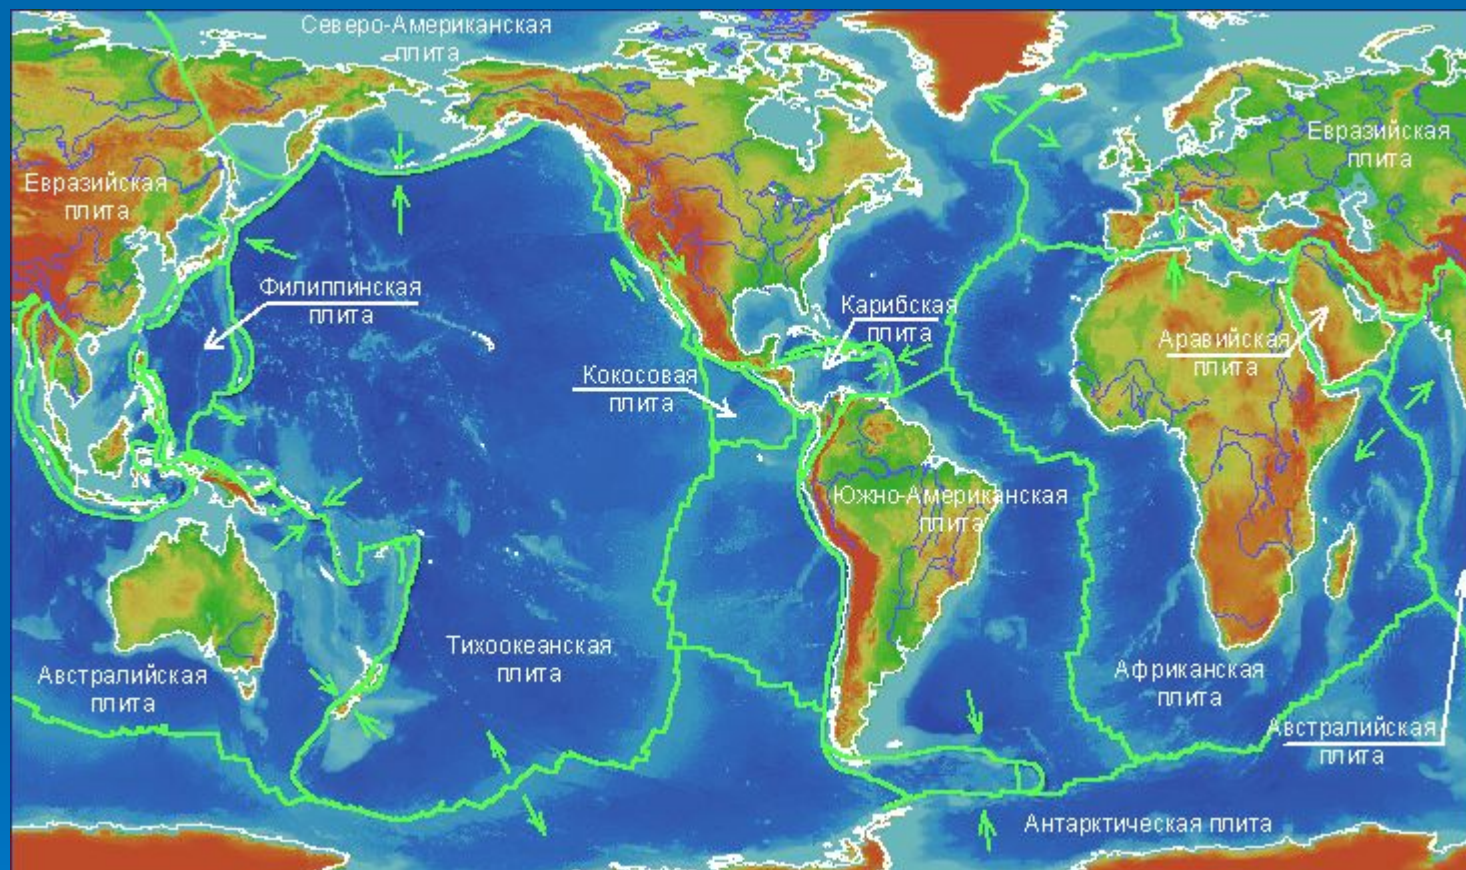 Северо-Американская
плита
Евразийская
плита
Евразийская
плита
Филиппинская
плита
Карибская
плита
Аравийская
плита
Кокосовая
плита
Южно-Американская
плита
Тихоокеанская
плита
Австралийская
плита
Африканская
плита
Австралийская
плита
Антарктическая плита